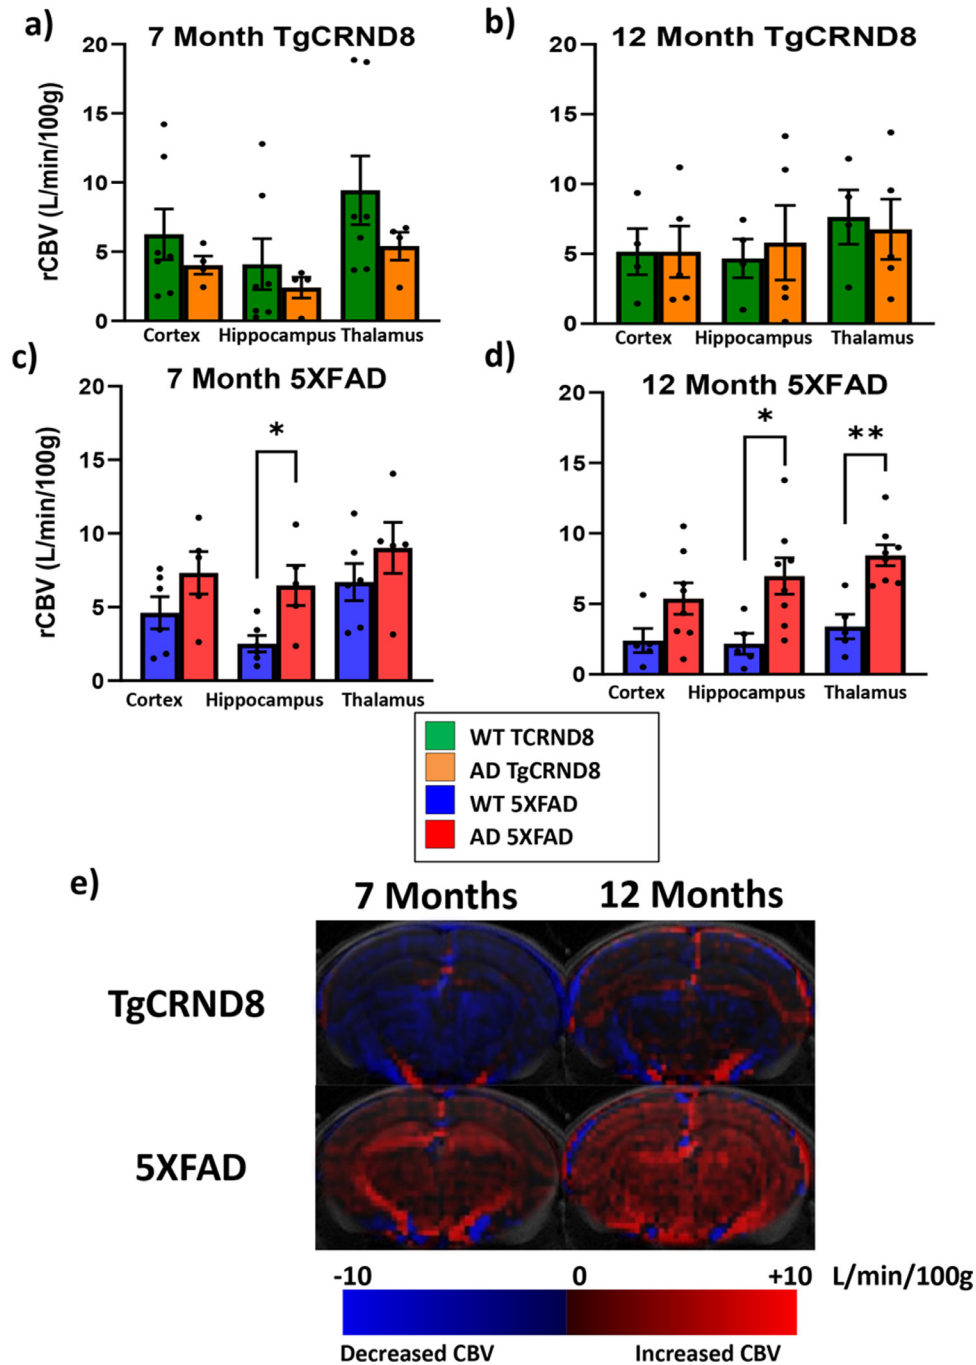 a)
7 Month TgCRND8
rCBV (L/min/100g)
20
15
10
5
0
Cortex Hippocampus Thalamus
b)
12 Month TgCRND8
20
15
10
5
0
Cortex Hippocampus Thalamus
c)
7 Month 5XFAD
rCBV (L/min/100g)
20
15
10
5
0
*
Cortex Hippocampus Thalamus
d)
12 Month 5XFAD
20
15
10
5
0
*
**
Cortex Hippocampus Thalamus
WT TCRND8
AD TgCRND8
WT 5XFAD
AD 5XFAD
e)
7 Months 12 Months
TgCRND8
5XFAD
-10 0 +10 L/min/100g
Decreased CBV Increased CBV